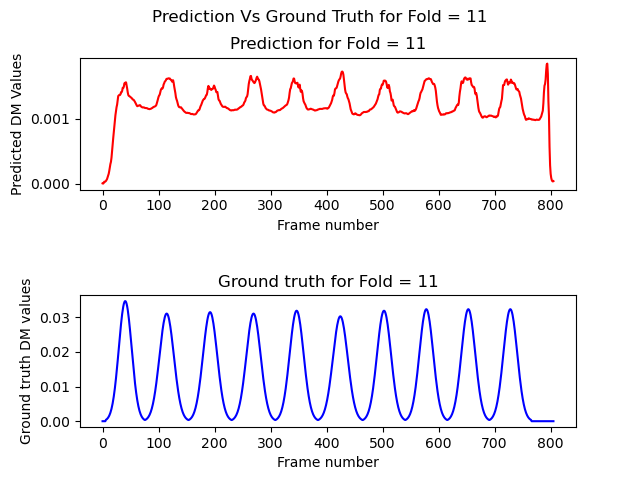 Prediction Vs Ground Truth for Fold = 11
Prediction for Fold = 11
Predicted DM Values
0.001
0.000
0 100 200 300 400 500 600 700 800
Frame number
Ground truth for Fold = 11
Ground truth DM values
0.03
0.02
0.01
0.00
0 100 200 300 400 500 600 700 800
Frame number